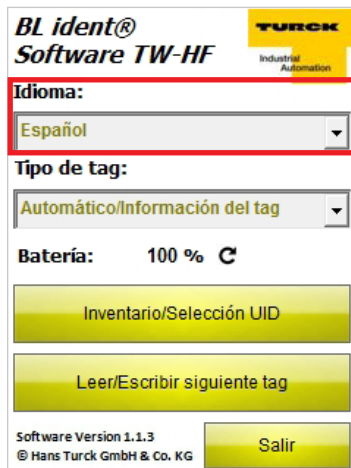 BL ident®
Software TW-HF
TURCK
Industrial
Automation
Idioma:
Español
Tipo de tag:
Automático/Información del tag
Batería: 100 %
Inventario/Selección UID
Leer/Escribir siguiente tag
Software Version 1.1.3
© Hans Turck GmbH & Co. KG
Salir